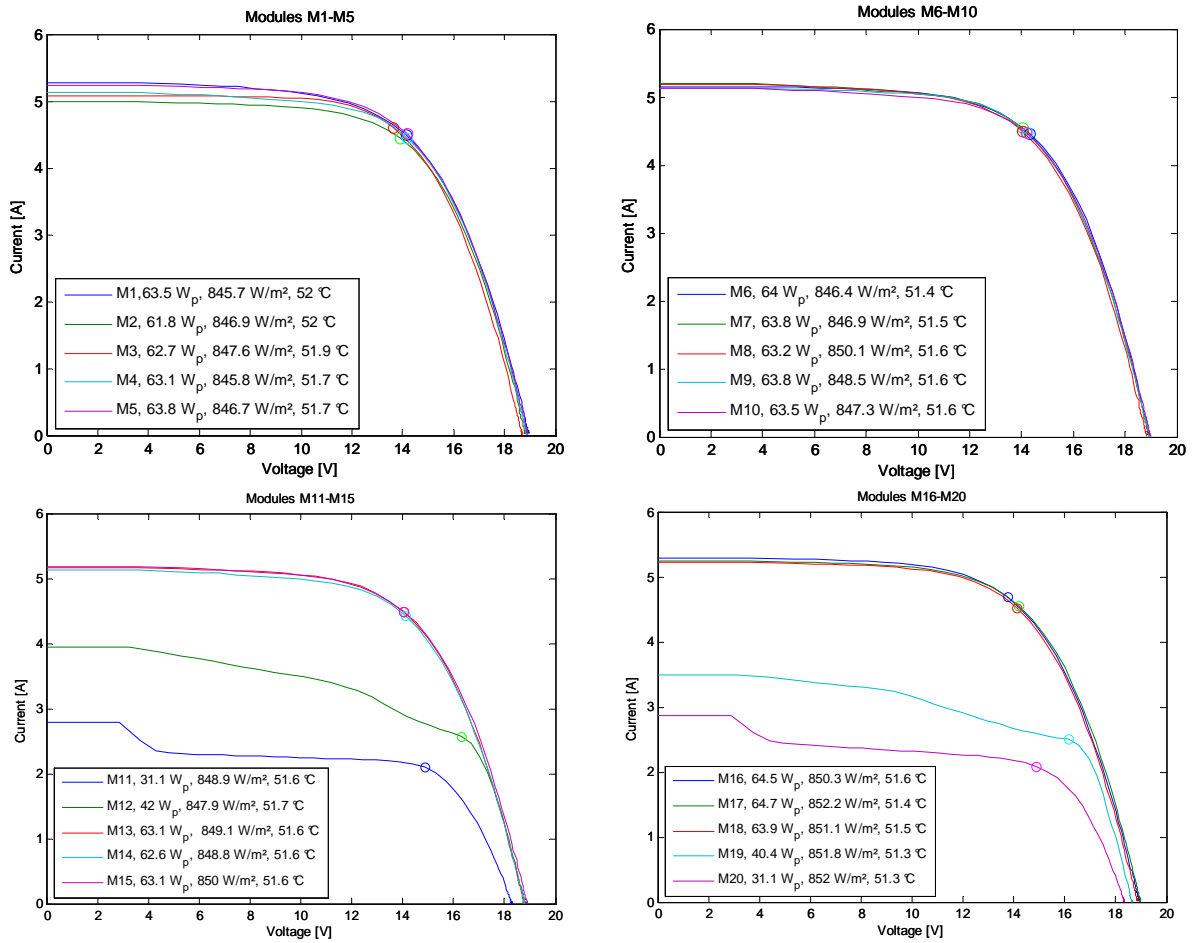 Modules M1-M5
6
5
4
3
2
1
0
Current [A]
M1,63.5 Wp, 845.7 W/m², 52 °C
M2, 61.8 Wp, 846.9 W/m², 52 °C
M3, 62.7 Wp, 847.6 W/m², 51.9 °C
M4, 63.1 Wp, 845.8 W/m², 51.7 °C
M5, 63.8 Wp, 846.7 W/m², 51.7 °C
0 2 4 6 8 10 12 14 16 18 20
Voltage [V]
Modules M6-M10
6
5
4
3
2
1
0
Current [A]
M6, 64 Wp, 846.4 W/m², 51.4 °C
M7, 63.8 Wp, 846.9 W/m², 51.5 °C
M8, 63.2 Wp, 850.1 W/m², 51.6 °C
M9, 63.8 Wp, 848.5 W/m², 51.6 °C
M10, 63.5 Wp, 847.3 W/m², 51.6 °C
0 2 4 6 8 10 12 14 16 18 20
Voltage [V]
Modules M11-M15
6
5
4
3
2
1
0
Current [A]
M11, 31.1 Wp, 848.9 W/m², 51.6 °C
M12, 42 Wp, 847.9 W/m², 51.7 °C
M13, 63.1 Wp, 849.1 W/m², 51.6 °C
M14, 62.6 Wp, 848.8 W/m², 51.6 °C
M15, 63.1 Wp, 850 W/m², 51.6 °C
0 2 4 6 8 10 12 14 16 18 20
Voltage [V]
Modules M16-M20
6
5
4
3
2
1
0
Current [A]
M16, 64.5 Wp, 850.3 W/m², 51.6 °C
M17, 64.7 Wp, 852.2 W/m², 51.4 °C
M18, 63.9 Wp, 851.1 W/m², 51.5 °C
M19, 40.4 Wp, 851.8 W/m², 51.3 °C
M20, 31.1 Wp, 852 W/m², 51.3 °C
0 2 4 6 8 10 12 14 16 18 20
Voltage [V]